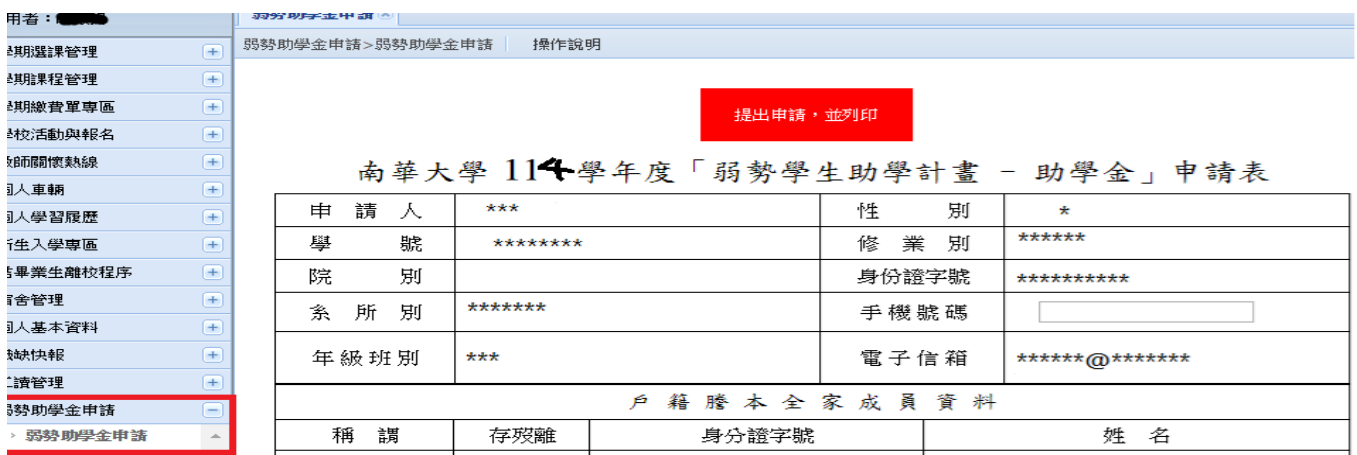 用者：
弱勢助學金申請
弱勢助學金申請>弱勢助學金申請 操作說明
期選課管理
期課程管理
期繳費單專區
校活動與報名
師關懷熱線
人車輛
人學習履歷
生入學專區
畢業生離校程序
舍管理
人基本資料
缺快報
讀管理
弱勢助學金申請
弱勢助學金申請
提出申請，並列印
南華大學 114學年度「弱勢學生助學計畫 - 助學金」申請表
申請人 *** 性別 *
學號 ******** 修業別 ******
院別 身份證字號 **********
系所別 ******* 手機號碼
年級班別 *** 電子信箱 ******@*******
戶籍謄本全家成員資料
稱謂 存歿離 身分證字號 姓名